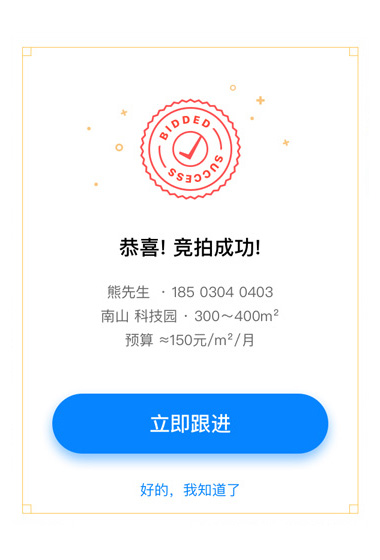 BIDDED
SUCCESS
恭喜! 竞拍成功!
熊先生 · 185 0304 0403
南山 科技园 · 300～400m²
预算 ≈150元/m²/月
立即跟进
好的，我知道了